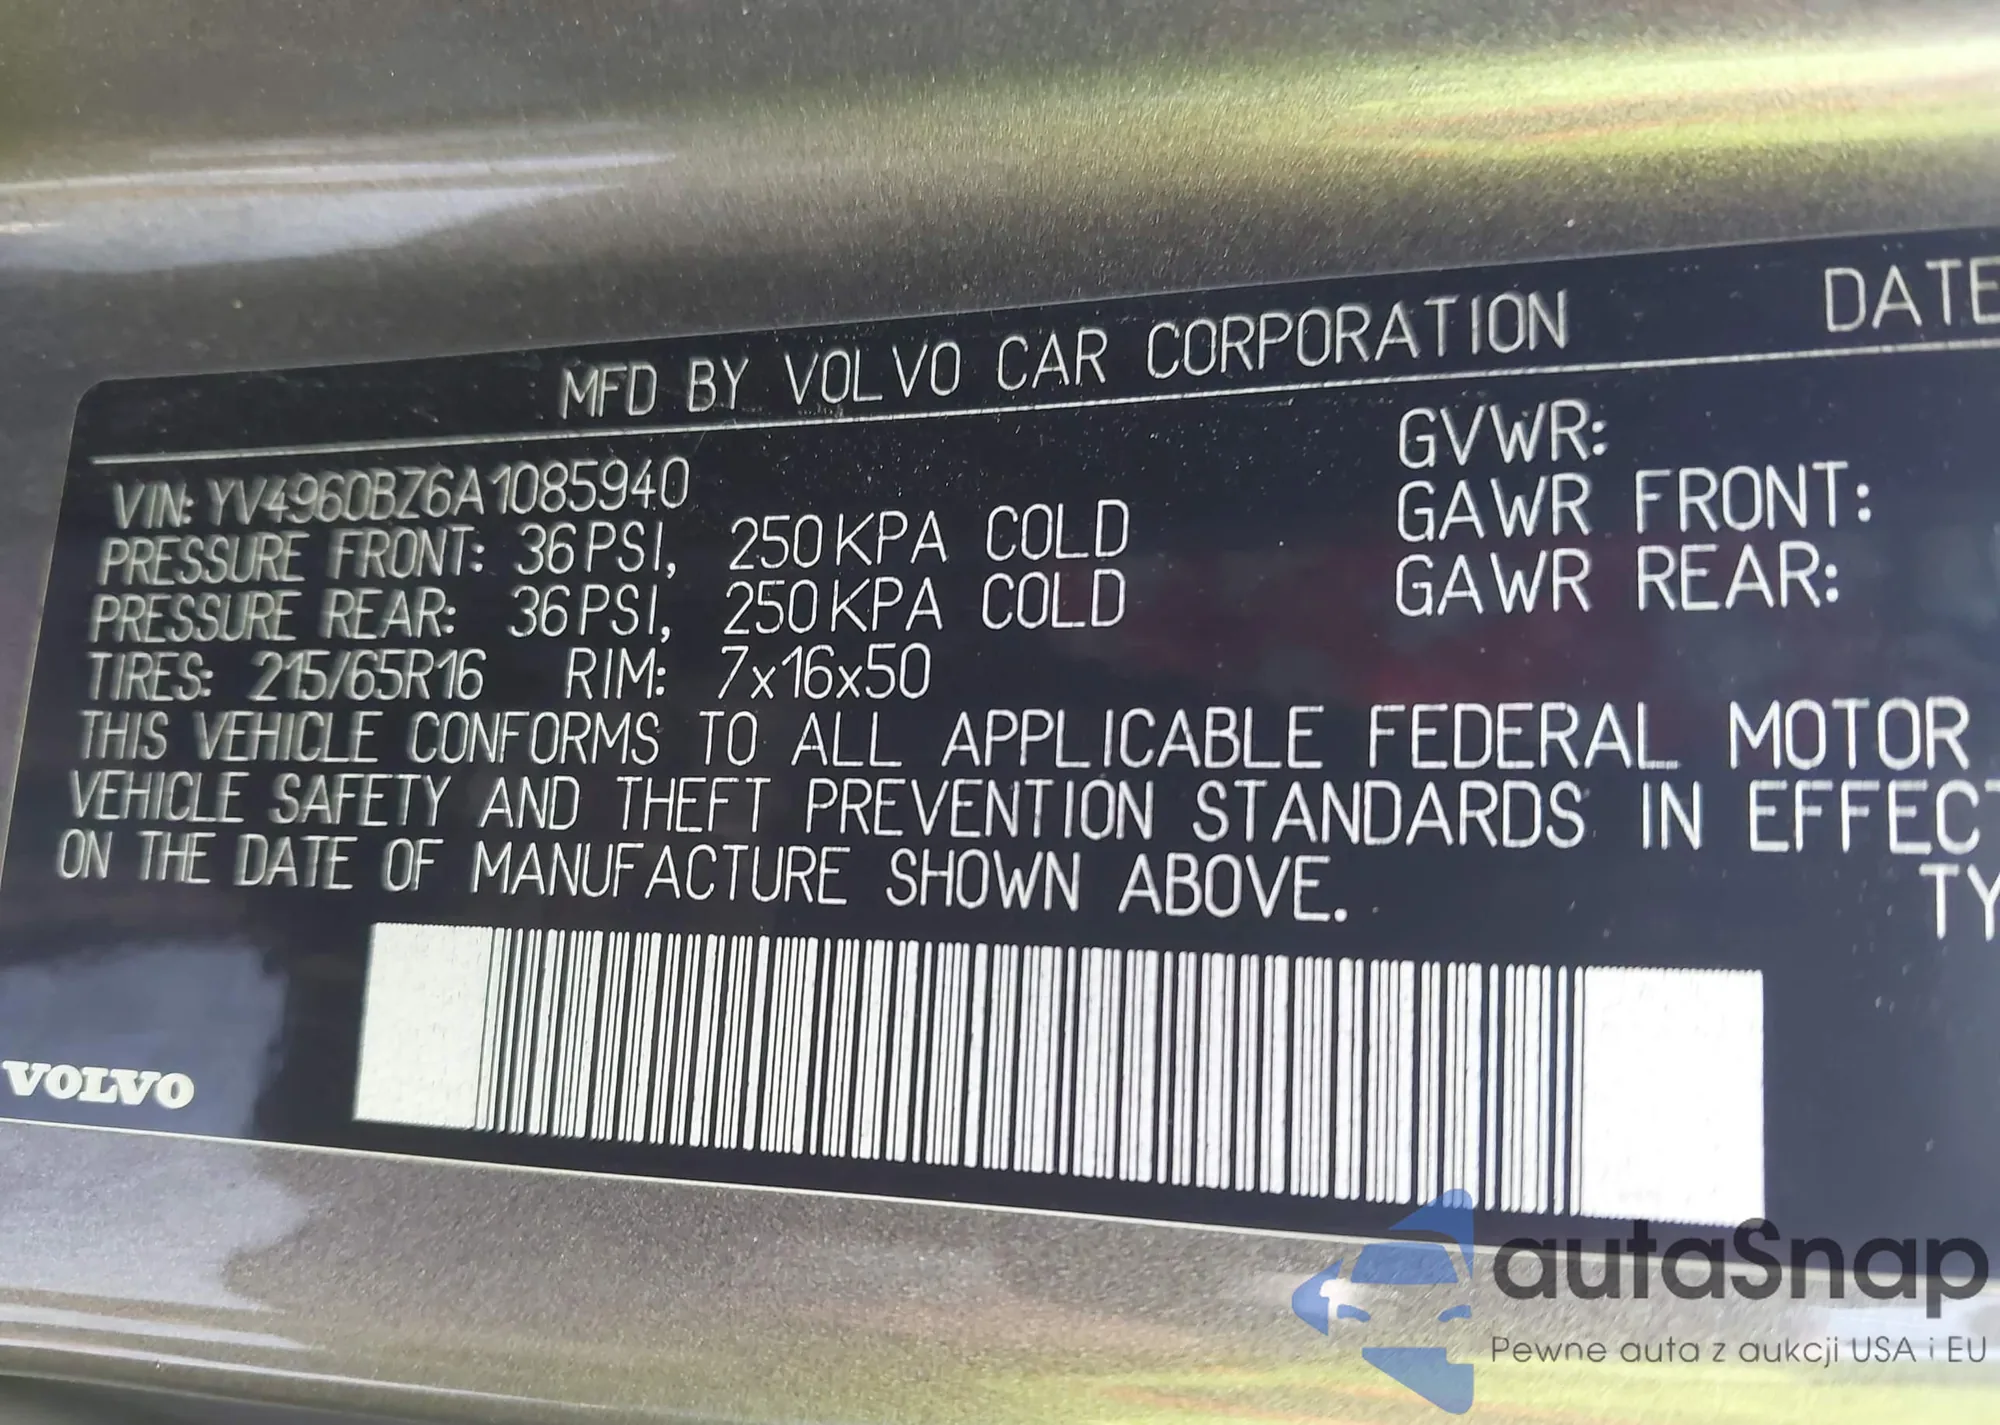 MFD BY VOLVO CAR CORPORATION DATE
VIN: YV4960BZ6A1085940 GVWR:
PRESSURE FRONT: 36PSI, 250KPA COLD GAWR FRONT:
PRESSURE REAR: 36PSI, 250KPA COLD GAWR REAR:
TIRES: 215/65R16 RIM: 7x16x50
THIS VEHICLE CONFORMS TO ALL APPLICABLE FEDERAL MOTOR
VEHICLE SAFETY AND THEFT PREVENTION STANDARDS IN EFFECT
ON THE DATE OF MANUFACTURE SHOWN ABOVE.
TY
VOLVO
autaSnap
Pewne auta z aukcji USA i EU